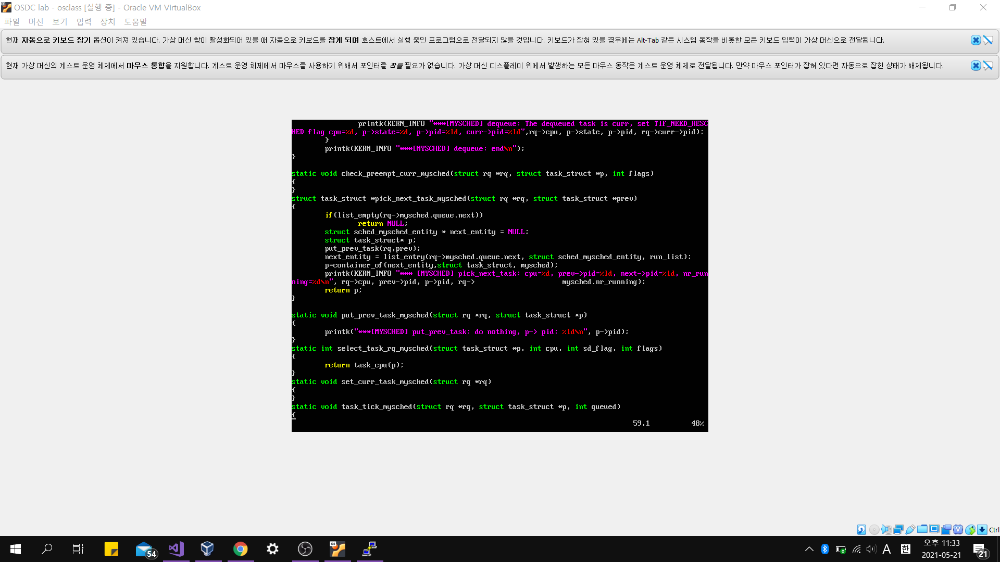 OSDC lab - osclass [실행 중] - Oracle VM VirtualBox
파일 머신 보기 입력 장치 도움말
현재 자동으로 키보드 잡기 옵션이 켜져 있습니다. 가상 머신 창이 활성화되어 있을 때 자동으로 키보드를 잡게 되며 호스트에서 실행 중인 프로그램으로 전달되지 않을 것입니다. 키보드가 잡혀 있을 경우에는 Alt-Tab 같은 시스템 동작을 비롯한 모든 키보드 입력이 가상 머신으로 전달됩니다.
현재 가상 머신의 게스트 운영 체제에서 마우스 통합을 지원합니다. 게스트 운영 체제에서 마우스를 사용하기 위해서 포인터를 잡을 필요가 없습니다. 가상 머신 디스플레이 위에서 발생하는 모든 마우스 동작은 게스트 운영 체제로 전달됩니다. 만약 마우스 포인터가 잡혀 있다면 자동으로 잡힌 상태가 해제됩니다.
printk(KERN_INFO "***[MYSCHED] dequeue: The dequeued task is curr, set TIF_NEED_RESC
HED flag cpu=%d, p->state=%d, p->pid=%ld, curr->pid=%ld",rq->cpu, p->state, p->pid, rq->curr->pid);
}
printk(KERN_INFO "***[MYSCHED] dequeue: end\n");
}
static void check_preempt_curr_mysched(struct rq *rq, struct task_struct *p, int flags)
{
}
struct task_struct *pick_next_task_mysched(struct rq *rq, struct task_struct *prev)
{
if(list_empty(rq->mysched.queue.next))
return NULL;
struct sched_mysched_entity * next_entity = NULL;
struct task_struct* p;
put_prev_task(rq,prev);
next_entity = list_entry(rq->mysched.queue.next, struct sched_mysched_entity, run_list);
p=container_of(next_entity,struct task_struct, mysched);
printk(KERN_INFO "*** [MYSCHED] pick_next_task: cpu=%d, prev->pid=%ld, next->pid=%ld, nr_run
ning=%d\n", rq->cpu, prev->pid, p->pid, rq-> mysched.nr_running);
return p;
}
static void put_prev_task_mysched(struct rq *rq, struct task_struct *p)
{
printk("***[MYSCHED] put_prev_task: do nothing, p-> pid: %ld\n", p->pid);
}
static int select_task_rq_mysched(struct task_struct *p, int cpu, int sd_flag, int flags)
{
return task_cpu(p);
}
static void set_curr_task_mysched(struct rq *rq)
{
}
static void task_tick_mysched(struct rq *rq, struct task_struct *p, int queued)
{
59,1 48%
Ctrl
54
64
A 한
오후 11:33
2021-05-21
21